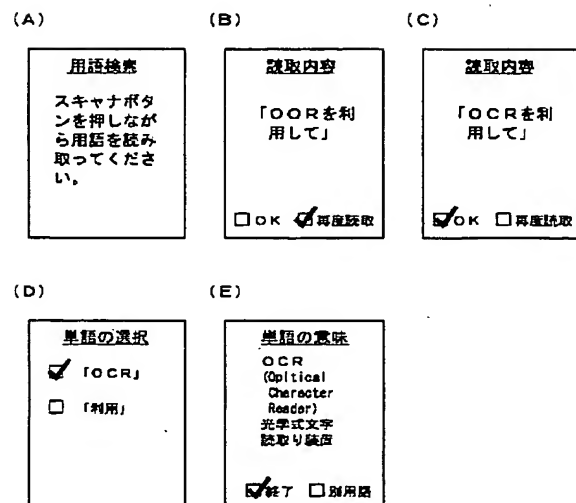 (A)
用語検索
スキャナボタ
ンを押しなが
ら用語を読み
取ってくださ
い。
(B)
読取内容
「OORを利
用して」
□OK ☑再度読取
(C)
読取内容
「OCRを利
用して」
☑OK □再度読取
(D)
単語の選択
☑ 「OCR」
□ 「利用」
(E)
単語の意味
OCR
(Opltical
Character
Reader)
光学式文字
読取り装置
☑終了 □別用語